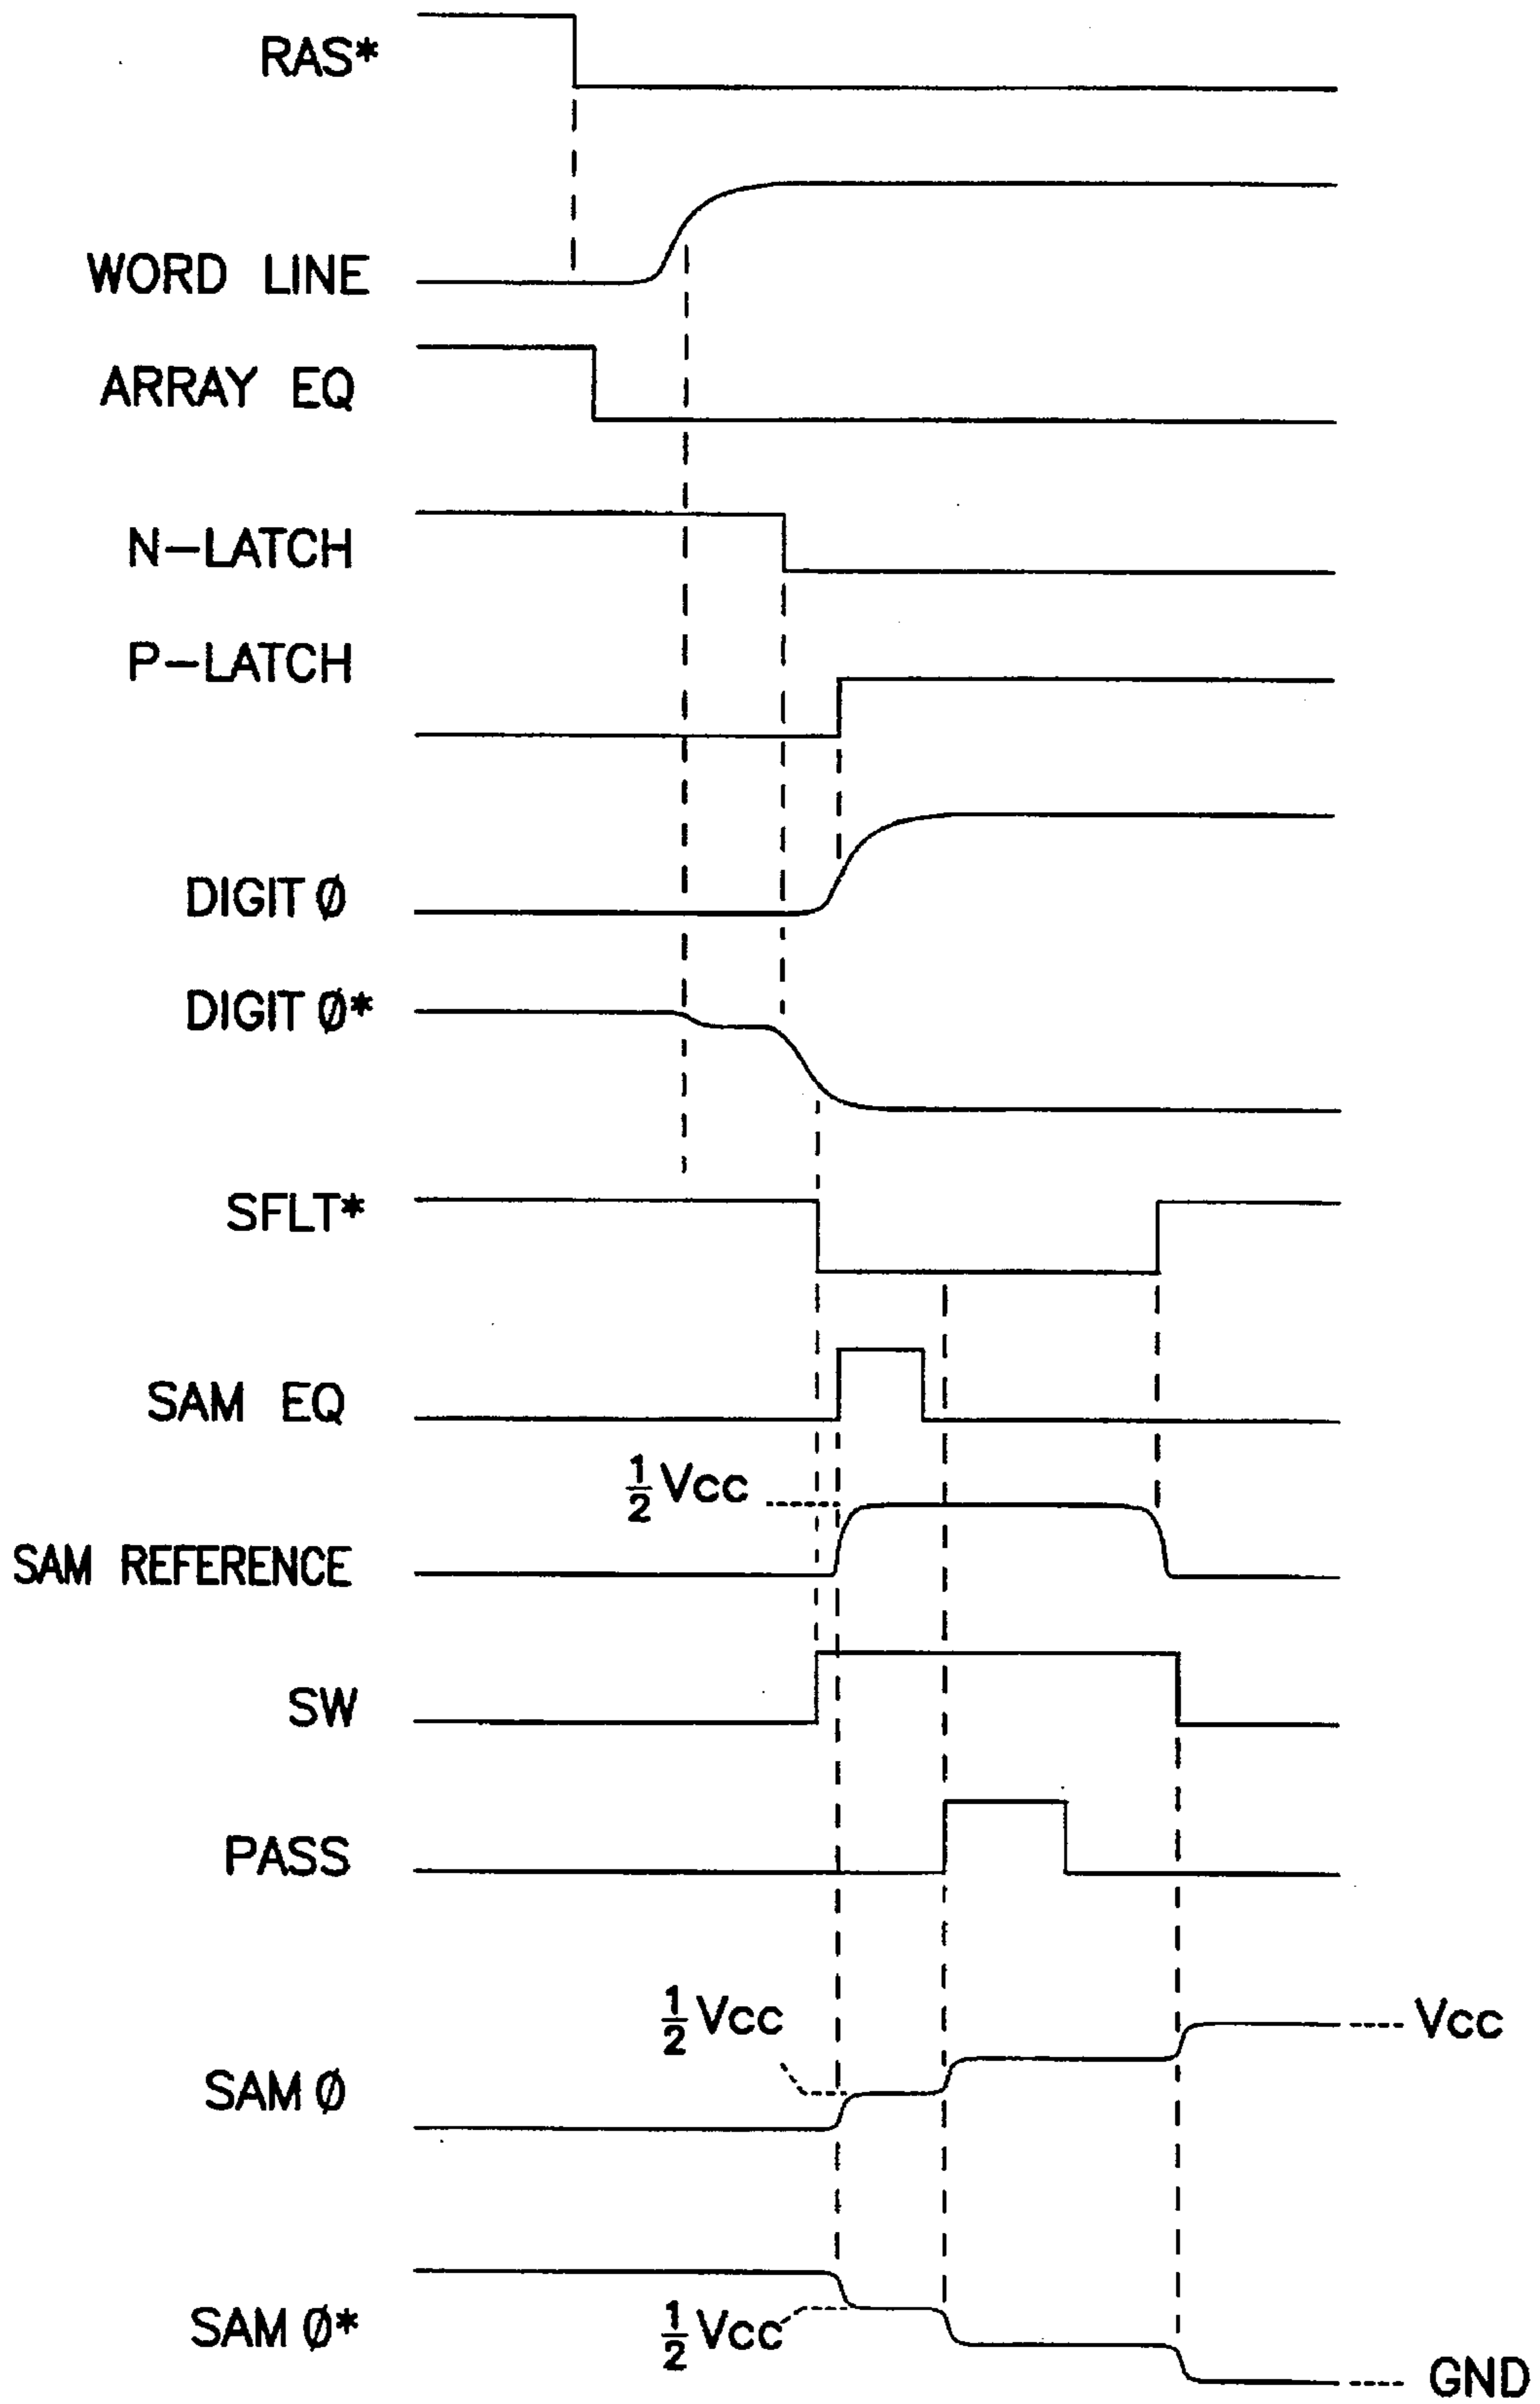 RAS*
WORD LINE
ARRAY EQ
N-LATCH
P-LATCH
DIGIT Ø
DIGIT Ø*
SFLT*
SAM EQ
½ Vcc
SAM REFERENCE
SW
PASS
½ Vcc
Vcc
SAM Ø
SAM Ø*
½ Vcc
GND